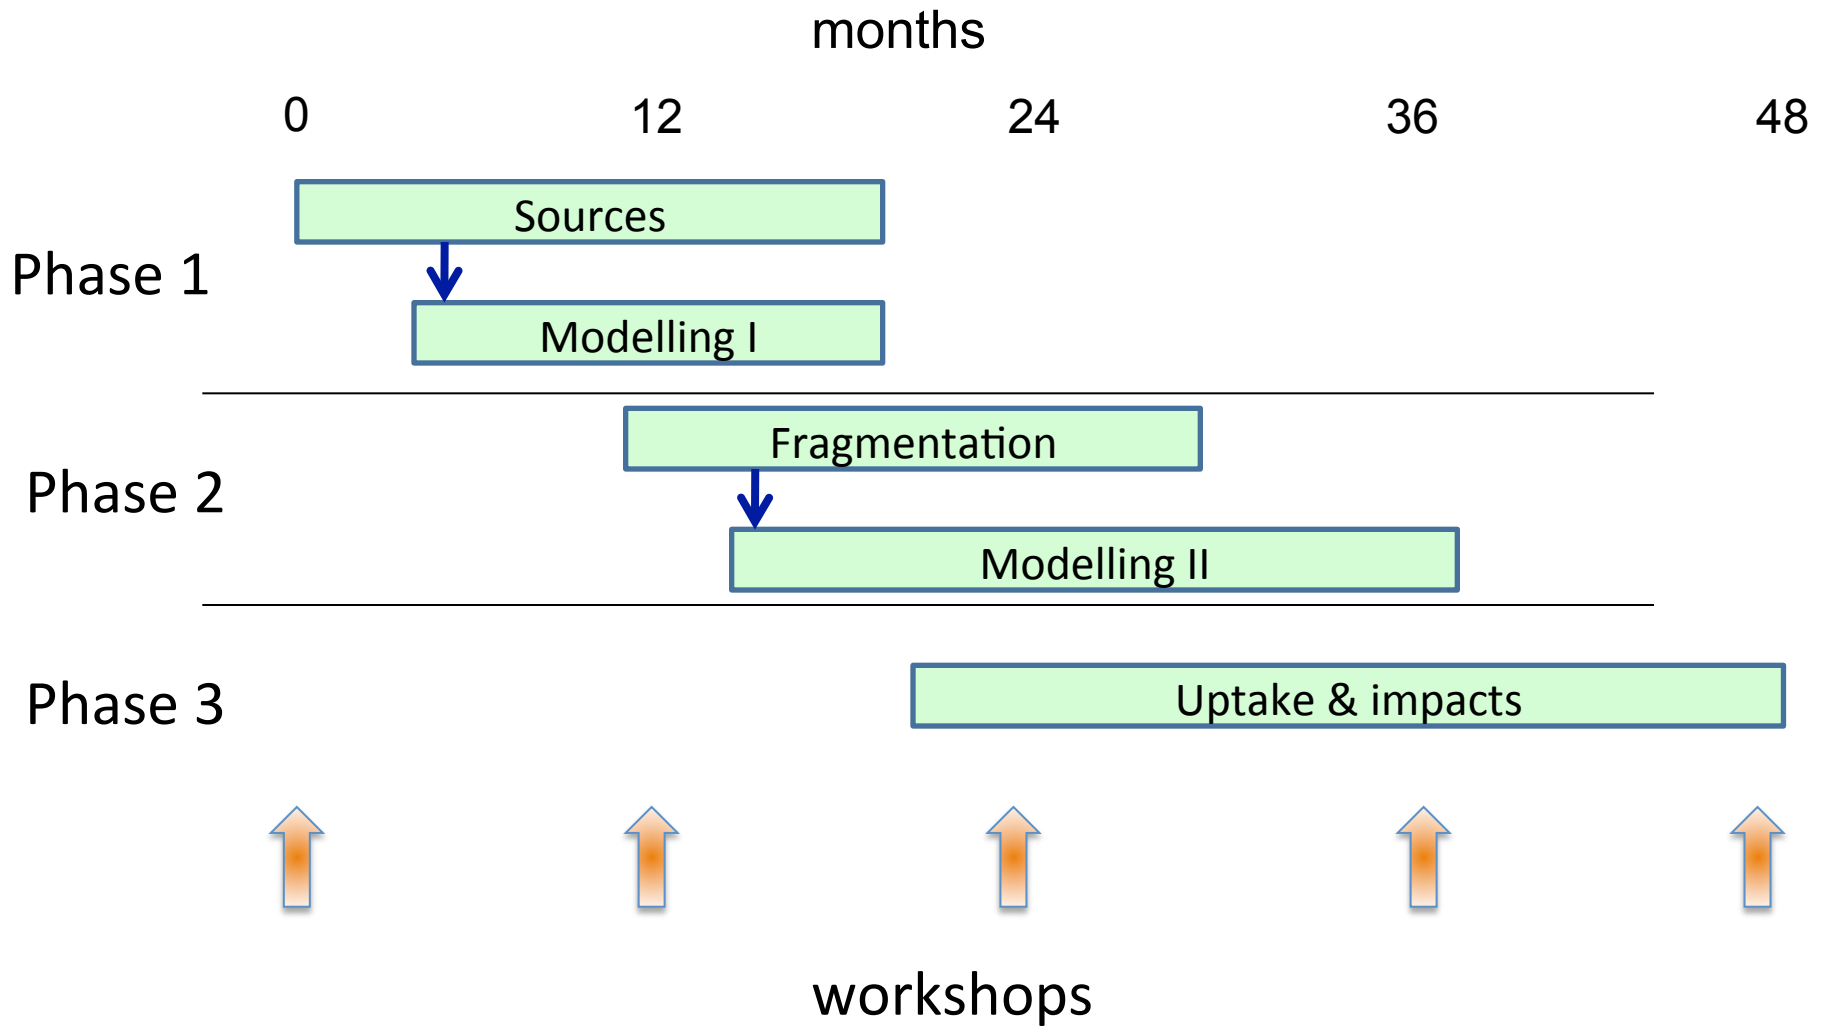 months
0 12 24 36 48
Sources
Phase 1
Modelling I
Fragmentation
Phase 2
Modelling II
Uptake & impacts
Phase 3
workshops